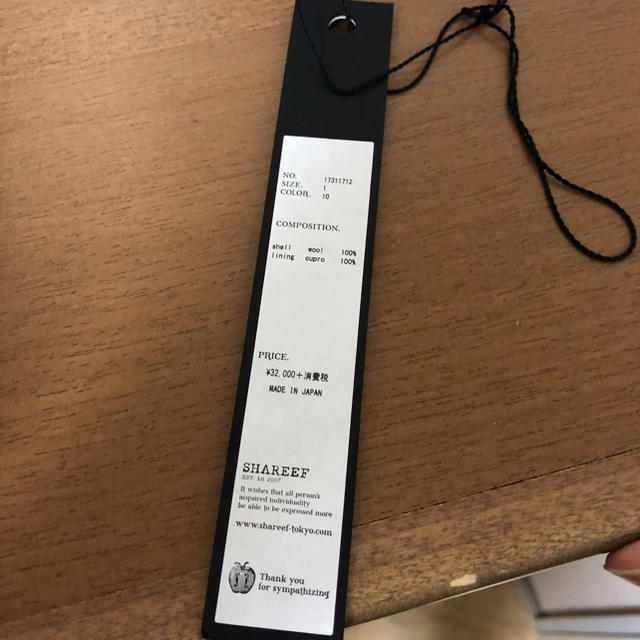 NO. 17311712
SIZE. 1
COLOR. 10
COMPOSITION.
shell wool 100%
lining cupro 100%
PRICE.
¥32,000+消費税
MADE IN JAPAN
SHAREEF
EST. in 2007
It wishes that all person's
acquired individuality
be able to be expressed more
www.shareef-tokyo.com
Thank you
for sympathizing